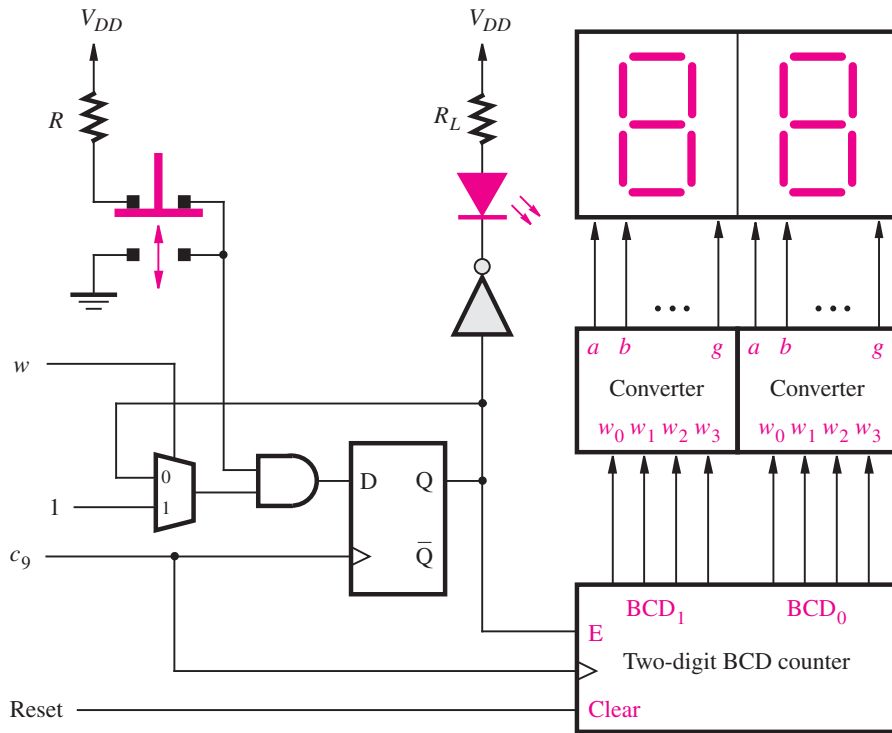 V_DD
V_DD
R
R_L
a b ... g a b ... g
Converter
Converter
w_0 w_1 w_2 w_3
w_0 w_1 w_2 w_3
w
0
1
1
D Q
Q̅
c_9
BCD_1
BCD_0
E
Two-digit BCD counter
Reset
Clear